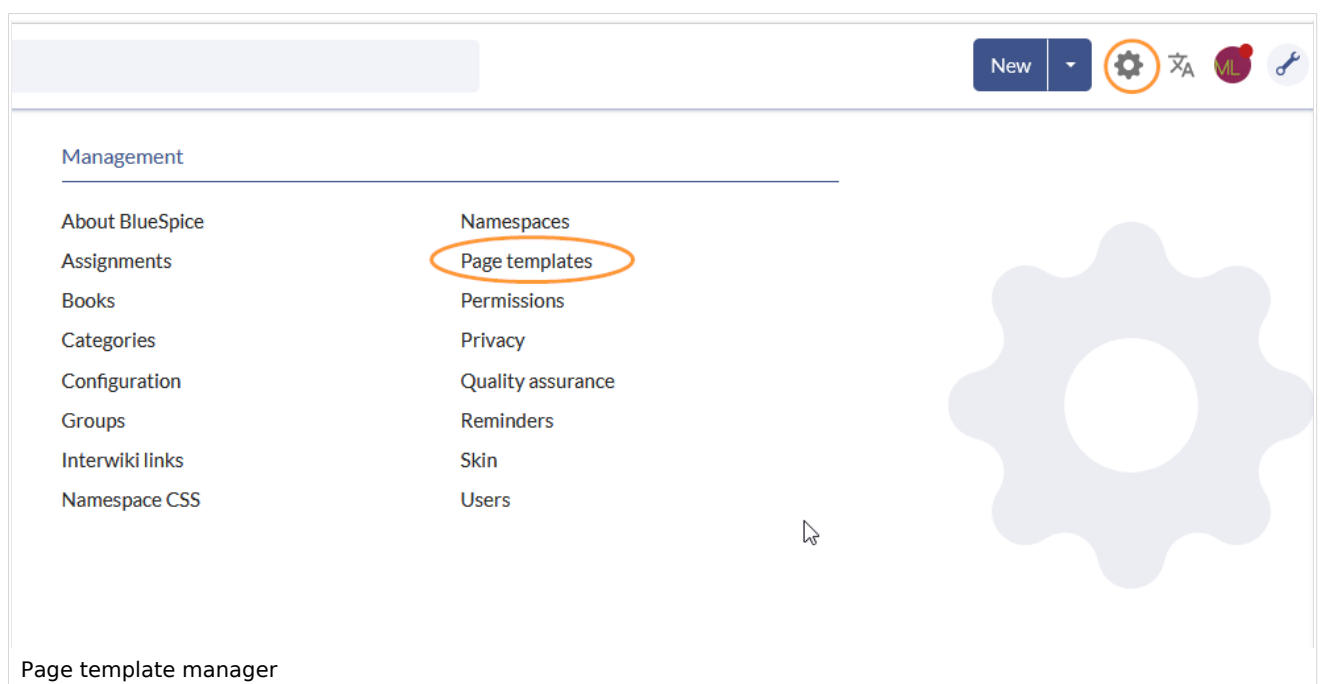 New
ML
Management
About BlueSpice
Assignments
Books
Categories
Configuration
Groups
Interwiki links
Namespace CSS
Namespaces
Page templates
Permissions
Privacy
Quality assurance
Reminders
Skin
Users
Page template manager